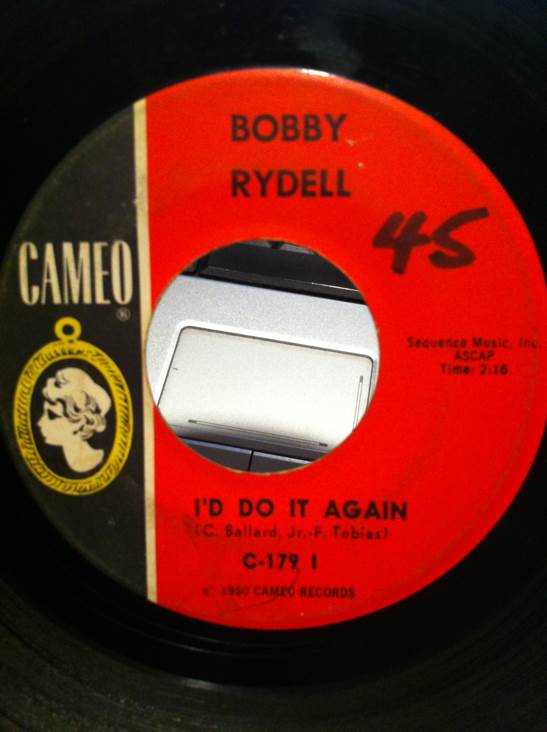 BOBBY
RYDELL
45
CAMEO
®
Sequence Music, Inc.
ASCAP
Time: 2:16
I'D DO IT AGAIN
(C. Ballard, Jr.-F. Tobias)
C-179 I
1960 CAMEO RECORDS